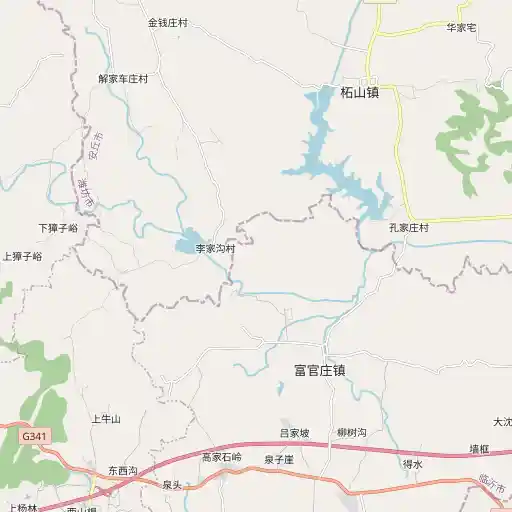 金钱庄村
华家宅
解家车庄村
柘山镇
安丘市
潍坊市
下獐子峪
孔家庄村
上獐子峪
李家沟村
富官庄镇
上牛山
吕家坡
柳树沟
大沈
G341
高家石岭
泉子崖
墙框
东西沟
得水
泉头
临沂市
上杨林